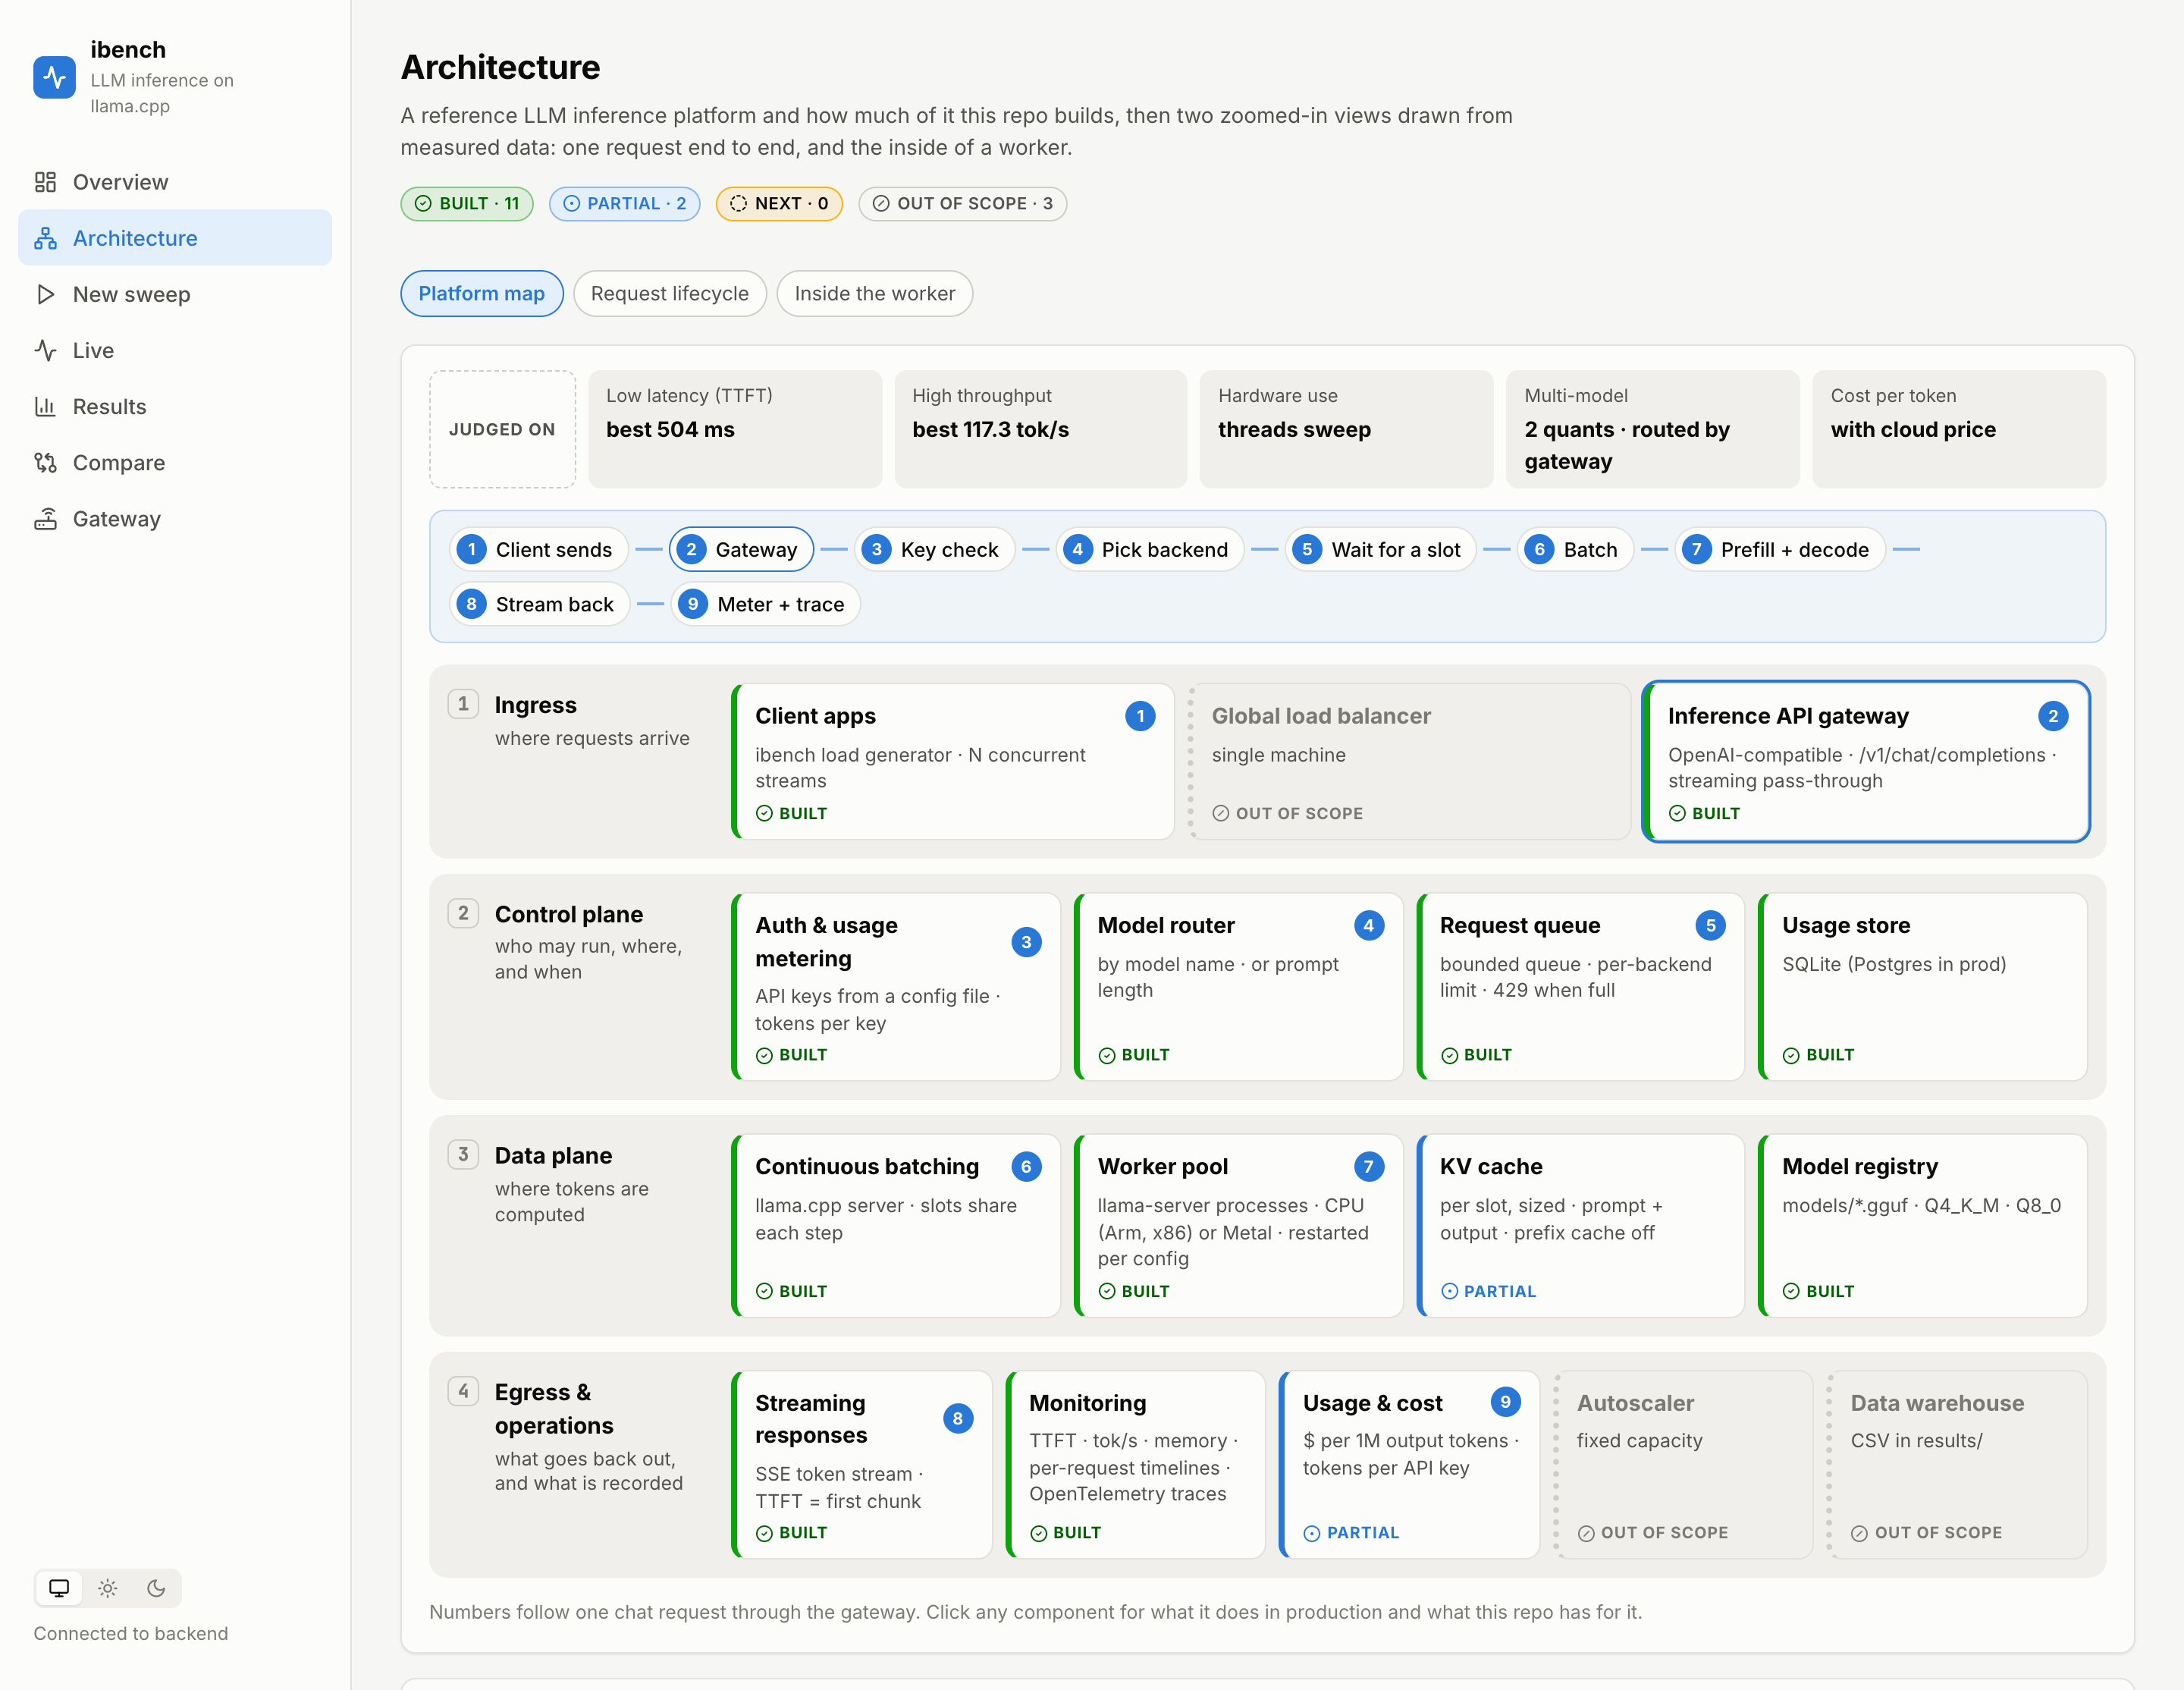 ibench
LLM inference on
llama.cpp
Overview
Architecture
New sweep
Live
Results
Compare
Gateway
Connected to backend
Architecture
A reference LLM inference platform and how much of it this repo builds, then two zoomed-in views drawn from
measured data: one request end to end, and the inside of a worker.
BUILT · 11
PARTIAL · 2
NEXT · 0
OUT OF SCOPE · 3
Platform map
Request lifecycle
Inside the worker
JUDGED ON
Low latency (TTFT)
best 504 ms
High throughput
best 117.3 tok/s
Hardware use
threads sweep
Multi-model
2 quants · routed by
gateway
Cost per token
with cloud price
1 Client sends
2 Gateway
3 Key check
4 Pick backend
5 Wait for a slot
6 Batch
7 Prefill + decode
8 Stream back
9 Meter + trace
1 Ingress
where requests arrive
Client apps 1
ibench load generator · N concurrent
streams
BUILT
Global load balancer
single machine
OUT OF SCOPE
Inference API gateway 2
OpenAI-compatible · /v1/chat/completions ·
streaming pass-through
BUILT
2 Control plane
who may run, where,
and when
Auth & usage
metering
3
API keys from a config file ·
tokens per key
BUILT
Model router 4
by model name · or prompt
length
BUILT
Request queue 5
bounded queue · per-backend
limit · 429 when full
BUILT
Usage store
SQLite (Postgres in prod)
BUILT
3 Data plane
where tokens are
computed
Continuous batching 6
llama.cpp server · slots share
each step
BUILT
Worker pool 7
llama-server processes · CPU
(Arm, x86) or Metal · restarted
per config
BUILT
KV cache
per slot, sized · prompt +
output · prefix cache off
PARTIAL
Model registry
models/*.gguf · Q4_K_M · Q8_0
BUILT
4 Egress &
operations
what goes back out,
and what is recorded
Streaming
responses
8
SSE token stream ·
TTFT = first chunk
BUILT
Monitoring
TTFT · tok/s · memory ·
per-request timelines ·
OpenTelemetry traces
BUILT
Usage & cost 9
$ per 1M output tokens ·
tokens per API key
PARTIAL
Autoscaler
fixed capacity
OUT OF SCOPE
Data warehouse
CSV in results/
OUT OF SCOPE
Numbers follow one chat request through the gateway. Click any component for what it does in production and what this repo has for it.